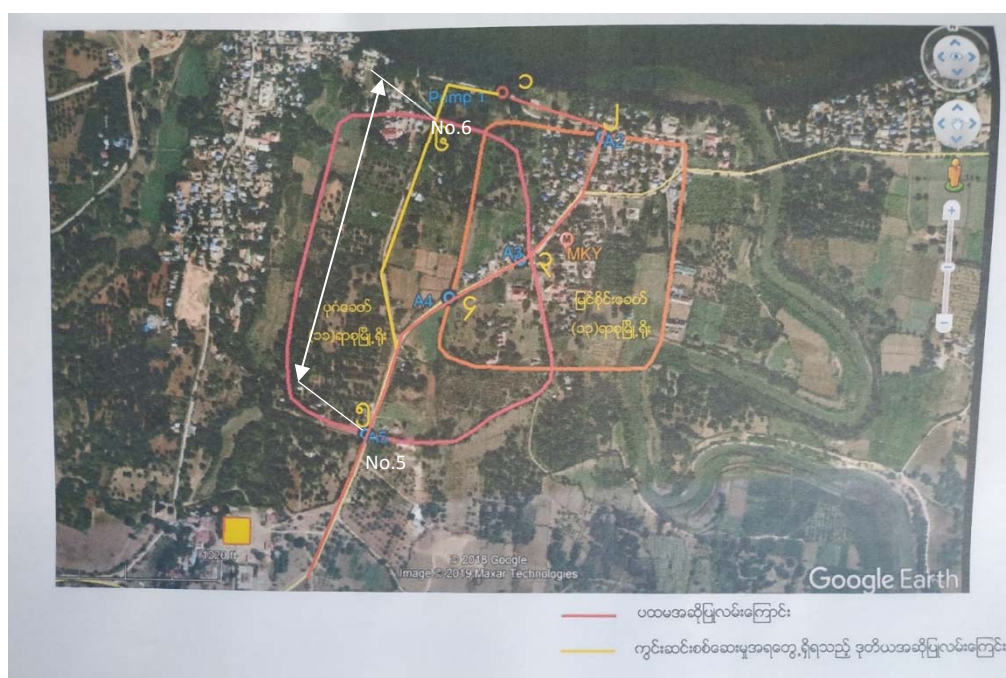 ၁
Pump 1
၂
No.6
၆
A2
A3
MKY
၃
A4
၄
ပုဂံခေတ်
(၁၁)ရာစုမြို့ရိုး
မြင်စိုင်းခေတ်
(၁၃)ရာစုမြို့ရိုး
၅
A5
No.5
© 2018 Google
Image © 2019 Maxar Technologies
Google Earth
ပထမအဆိုပြုလမ်းကြောင်း
ကွင်းဆင်းစစ်ဆေးမှုအရတွေ့ရှိရသည့် ဒုတိယအဆိုပြုလမ်းကြောင်း